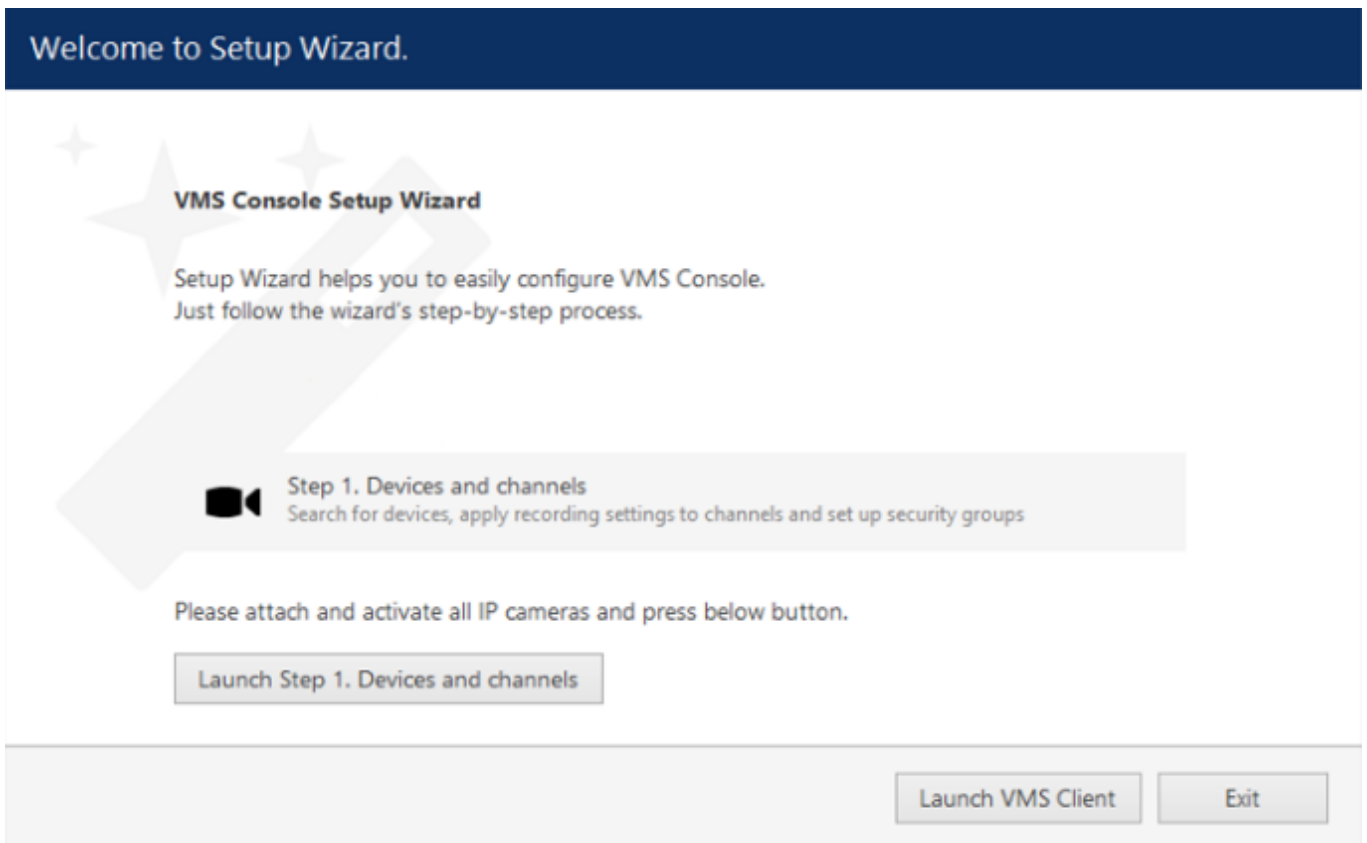 Welcome to Setup Wizard.
VMS Console Setup Wizard
Setup Wizard helps you to easily configure VMS Console.
Just follow the wizard's step-by-step process.
Step 1. Devices and channels
Search for devices, apply recording settings to channels and set up security groups
Please attach and activate all IP cameras and press below button.
Launch Step 1. Devices and channels
Launch VMS Client
Exit